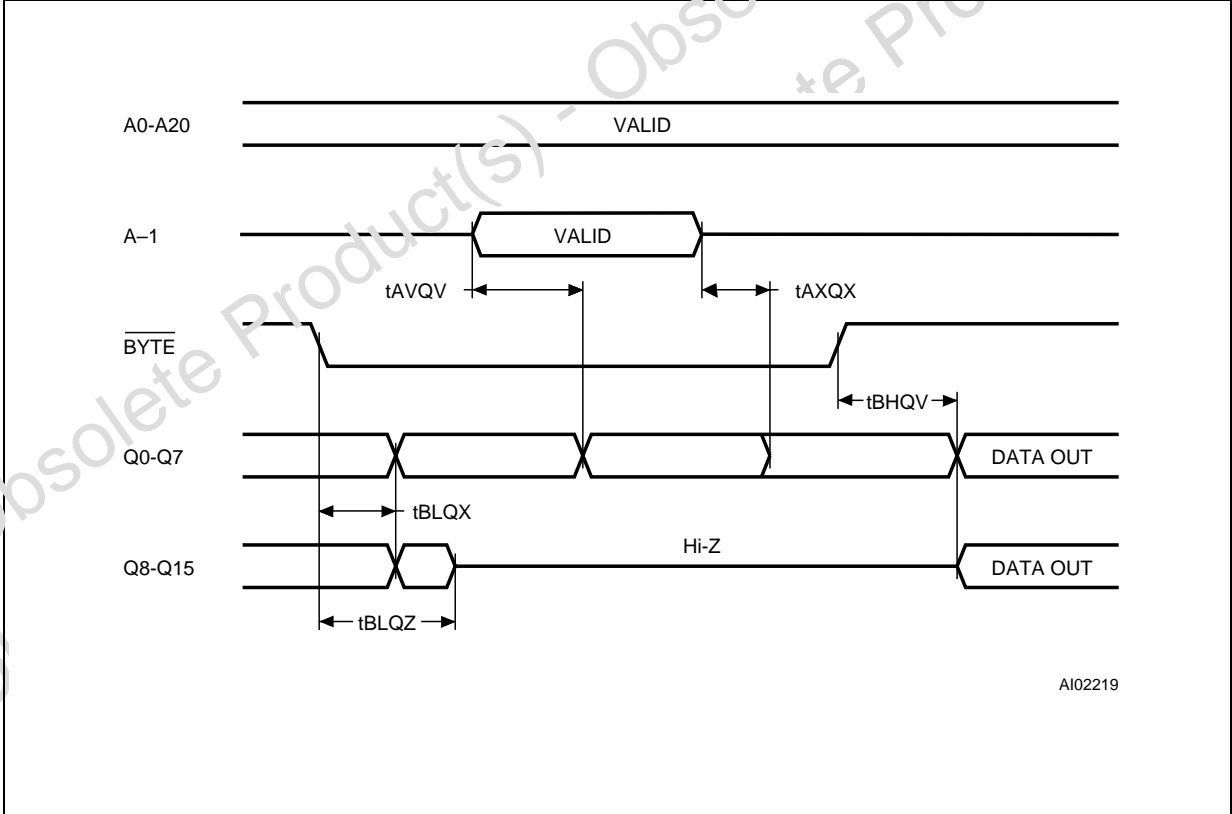 Obsolete Product(s) - Obsolete Pro
A0-A20 VALID
A–1 VALID
tAVQV tAXQX
BYTE
tBHQV
Q0-Q7 DATA OUT
tBLQX
Hi-Z
Q8-Q15 DATA OUT
tBLQZ
AI02219